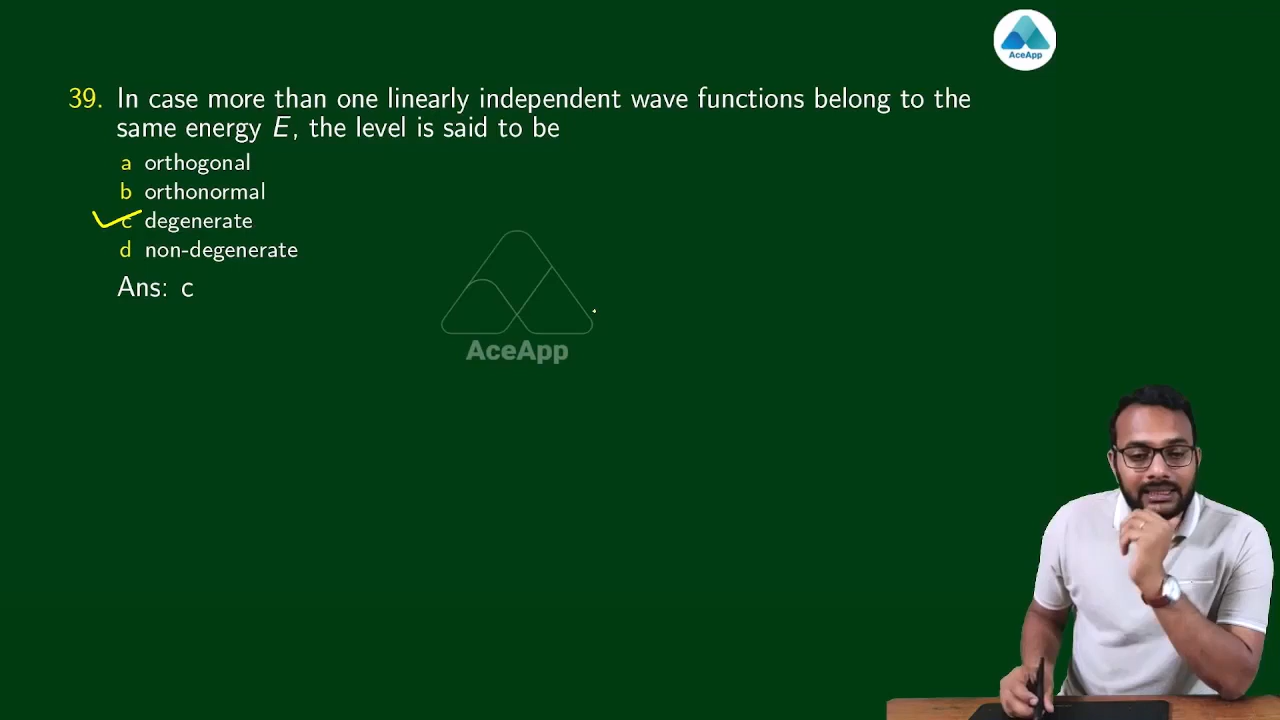 AceApp
39. In case more than one linearly independent wave functions belong to the
same energy E, the level is said to be
a orthogonal
b orthonormal
c degenerate
d non-degenerate
Ans: c
AceApp